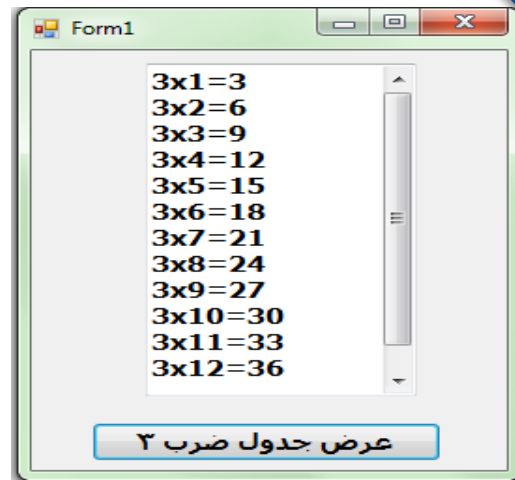 Form1
3x1=3
3x2=6
3x3=9
3x4=12
3x5=15
3x6=18
3x7=21
3x8=24
3x9=27
3x10=30
3x11=33
3x12=36
عرض جدول ضرب ٣